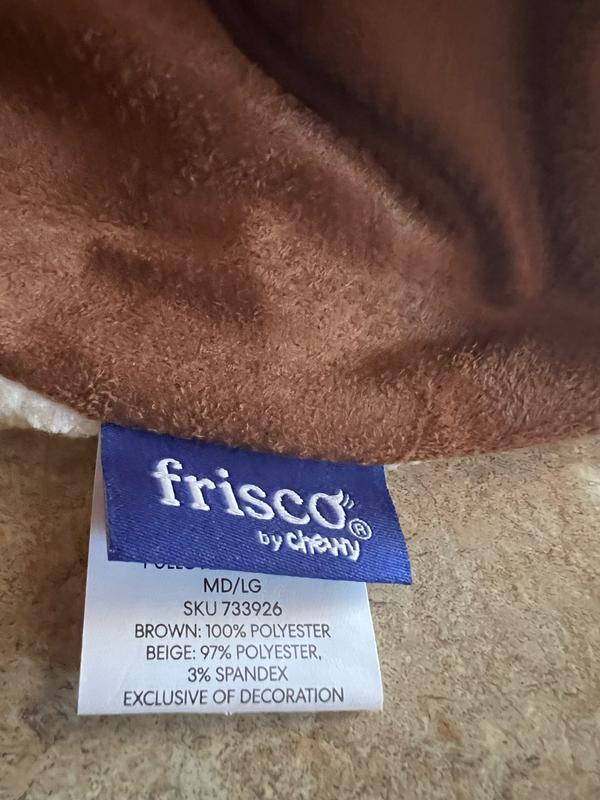 frisco®
by chewy
MD/LG
SKU 733926
BROWN: 100% POLYESTER
BEIGE: 97% POLYESTER,
3% SPANDEX
EXCLUSIVE OF DECORATION